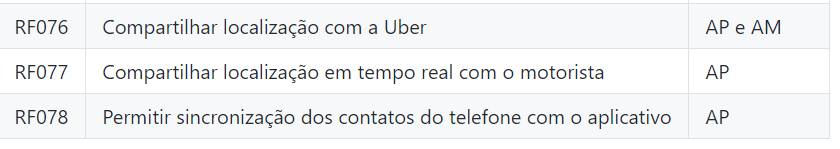 RF076 Compartilhar localização com a Uber AP e AM
RF077 Compartilhar localização em tempo real com o motorista AP
RF078 Permitir sincronização dos contatos do telefone com o aplicativo AP